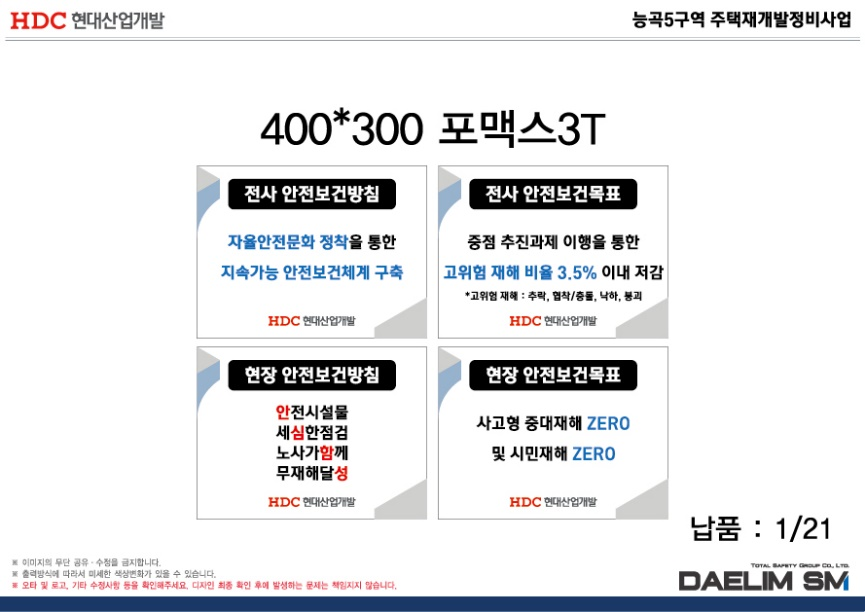 HDC 현대산업개발
능곡5구역 주택재개발정비사업
400*300 포맥스3T
전사 안전보건방침
자율안전문화 정착을 통한
지속가능 안전보건체계 구축
HDC 현대산업개발
전사 안전보건목표
중점 추진과제 이행을 통한
고위험 재해 비율 3.5% 이내 저감
*고위험 재해 : 추락, 협착/충돌, 낙하, 붕괴
HDC 현대산업개발
현장 안전보건방침
안전시설물
세심한점검
노사가함께
무재해달성
HDC 현대산업개발
현장 안전보건목표
사고형 중대재해 ZERO
및 시민재해 ZERO
HDC 현대산업개발
납품 : 1/21
※ 이미지의 무단 공유 · 수정을 금지합니다.
※ 출력방식에 따라서 미세한 색상변화가 있을 수 있습니다.
※ 오타 및 로고, 기타 수정사항 등을 확인해주세요. 디자인 최종 확인 후에 발생하는 문제는 책임지지 않습니다.
TOTAL SAFETY GROUP CO., LTD.
DAELIM SM